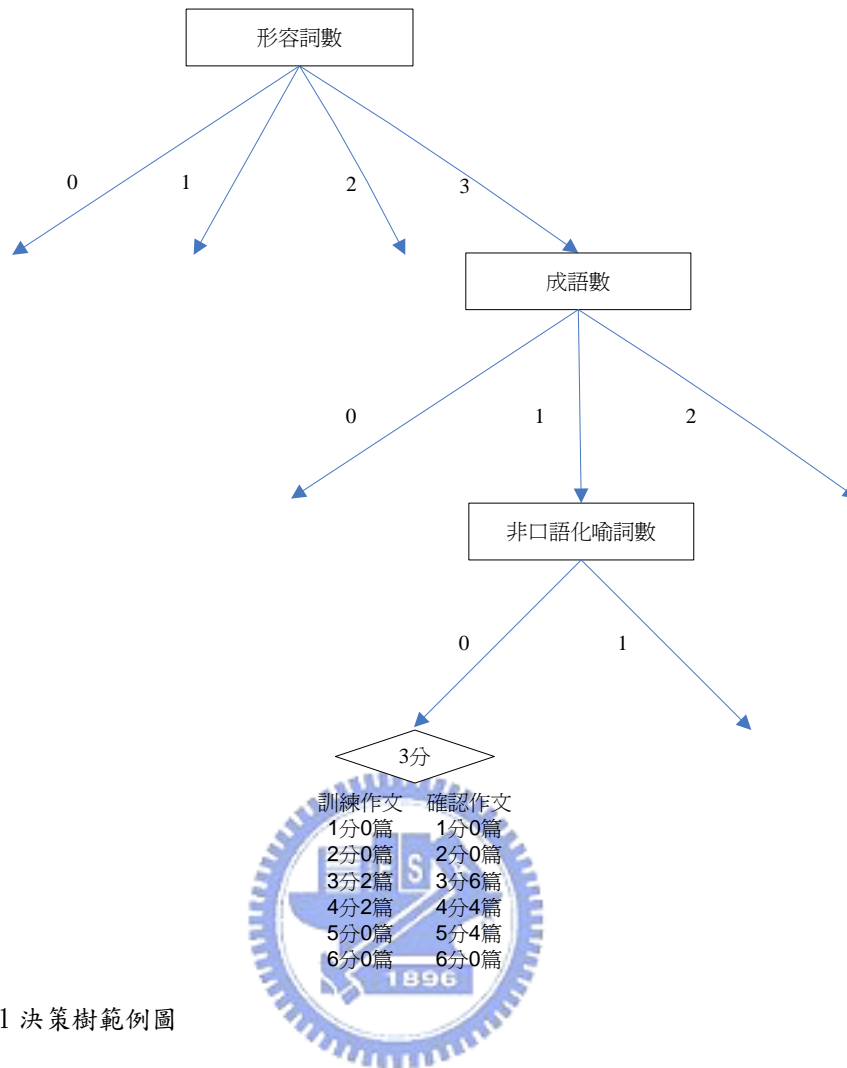 形容詞數
0 1 2 3
成語數
0 1 2
非口語化喻詞數
0 1
3分
訓練作文 確認作文
1分0篇 1分0篇
2分0篇 2分0篇
3分2篇 3分6篇
4分2篇 4分4篇
5分0篇 5分4篇
6分0篇 6分0篇
ES
1896
1 決策樹範例圖